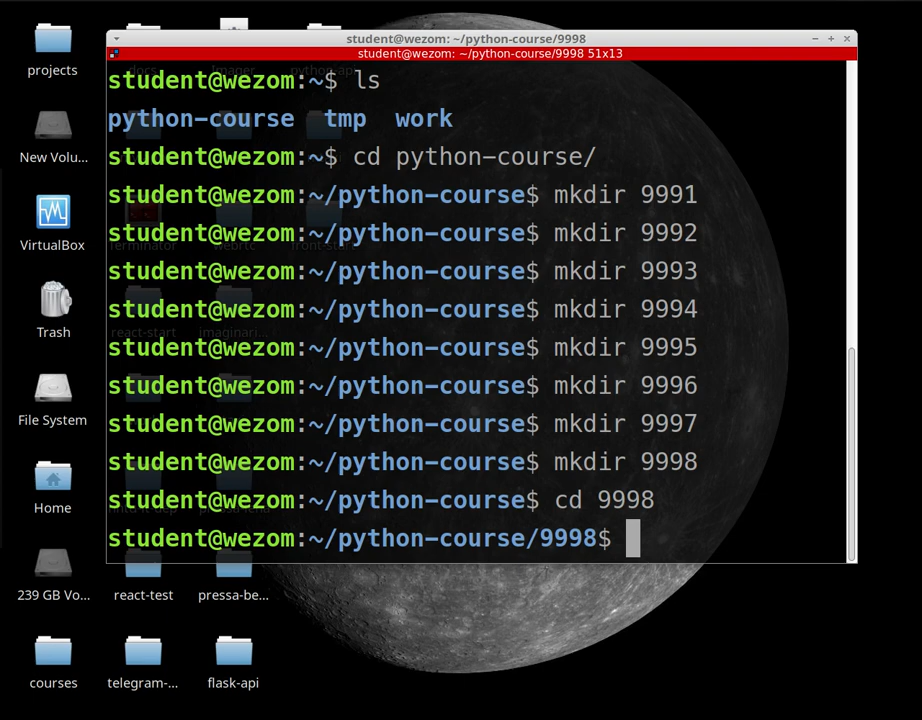 student@wezom: ~/python-course/9998
student@wezom: ~/python-course/9998 51x13
student@wezom:~$ ls
python-course  tmp  work
student@wezom:~$ cd python-course/
student@wezom:~/python-course$ mkdir 9991
student@wezom:~/python-course$ mkdir 9992
student@wezom:~/python-course$ mkdir 9993
student@wezom:~/python-course$ mkdir 9994
student@wezom:~/python-course$ mkdir 9995
student@wezom:~/python-course$ mkdir 9996
student@wezom:~/python-course$ mkdir 9997
student@wezom:~/python-course$ mkdir 9998
student@wezom:~/python-course$ cd 9998
student@wezom:~/python-course/9998$
projects
New Volu...
VirtualBox
Trash
File System
Home
239 GB Vo...
react-test
pressa-be...
courses
telegram-...
flask-api
react-start
imaginari...